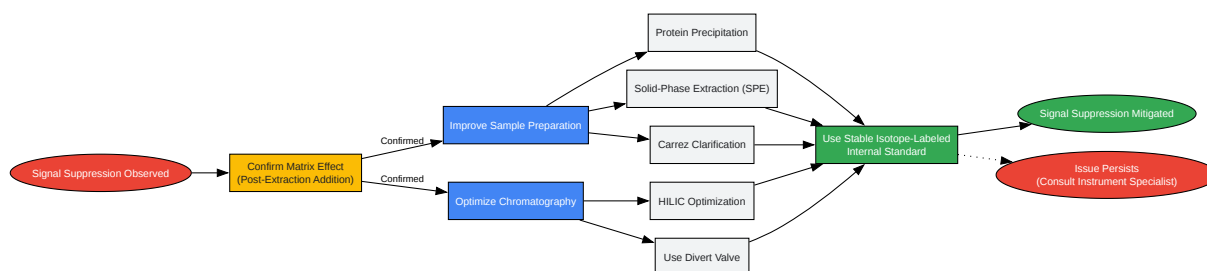 Signal Suppression Observed
Confirm Matrix Effect
(Post-Extraction Addition)
Confirmed
Confirmed
Improve Sample Preparation
Optimize Chromatography
Protein Precipitation
Solid-Phase Extraction (SPE)
Carrez Clarification
HILIC Optimization
Use Divert Valve
Use Stable Isotope-Labeled
Internal Standard
Signal Suppression Mitigated
Issue Persists
(Consult Instrument Specialist)